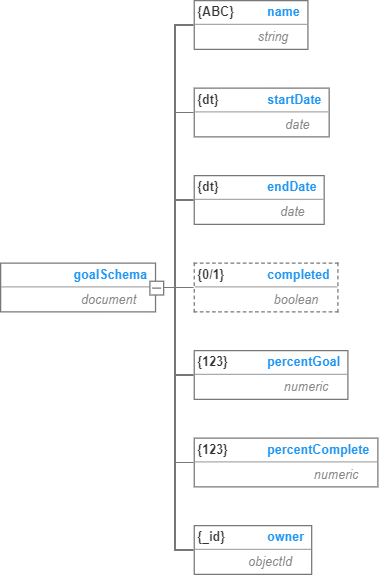 {ABC} name
string
{dt} startDate
date
{dt} endDate
date
goalSchema
document
{0/1} completed
boolean
{123} percentGoal
numeric
{123} percentComplete
numeric
{_id} owner
objectId